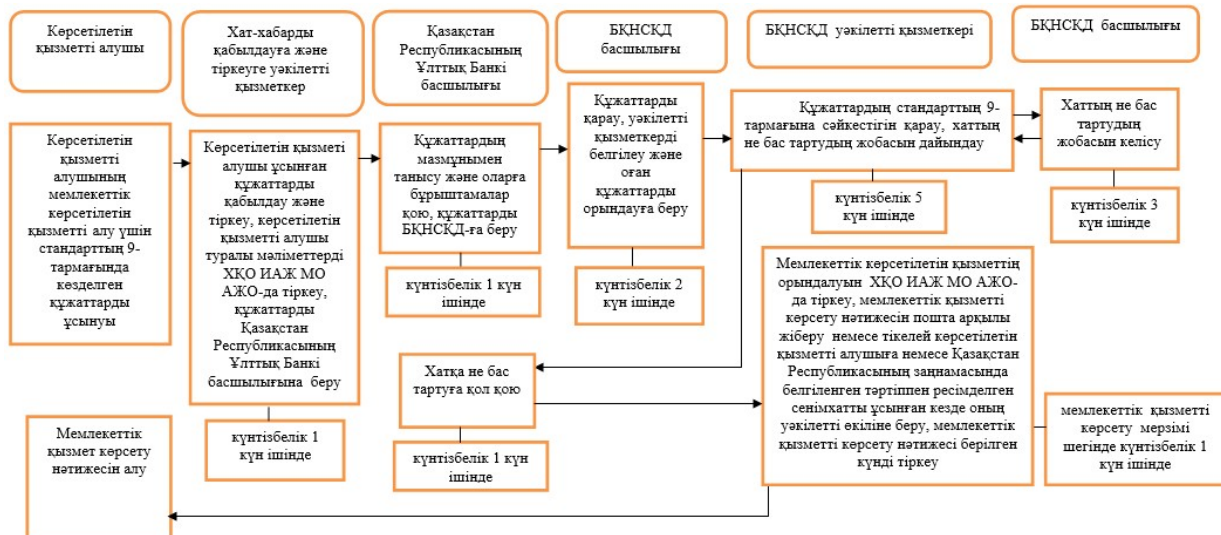 Көрсетілетін
қызметті алушы
Хат-хабарды
қабылдауға және
тіркеуге уәкілетті
қызметкер
Қазақстан
Республикасының
Ұлттық Банкі
басшылығы
БҚНСҚД
басшылығы
БҚНСҚД уәкілетті қызметкері
БҚНСҚД басшылығы
Көрсетілетін
қызметті
алушының
мемлекеттік
көрсетілетін
қызметті алу үшін
стандарттың 9-
тармағында
көзделген
құжаттарды
ұсынуы
Көрсетілетін қызметі
алушы ұсынған
құжаттарды
қабылдау және
тіркеу, көрсетілетін
қызметті алушы
туралы мәліметтерді
ХҚО ИАЖ МО
АЖО-да тіркеу,
құжаттарды
Қазақстан
Республикасының
Ұлттық Банкі
басшылығына беру
күнтізбелік 1
күн ішінде
Құжаттардың
мазмұнымен
танысу және оларға
бұрыштамалар
қою, құжаттарды
БҚНСҚД-ға беру
күнтізбелік 1 күн
ішінде
Құжаттарды
қарау, уәкілетті
қызметкерді
белгілеу және
оған
құжаттарды
орындауға беру
күнтізбелік 2
күн ішінде
Құжаттардың стандарттың 9-
тармағына сәйкестігін қарау, хаттың
не бас тартудың жобасын дайындау
күнтізбелік 5
күн ішінде
Хаттың не бас
тартудың
жобасын келісу
күнтізбелік 3
күн ішінде
Хатқа не бас
тартуға қол қою
күнтізбелік 1 күн
ішінде
Мемлекеттік көрсетілетін қызметтің
орындалуын ХҚО ИАЖ МО АЖО-
да тіркеу, мемлекеттік қызметті
көрсету нәтижесін пошта арқылы
жіберу немесе тікелей көрсетілетін
қызметті алушыға немесе Қазақстан
Республикасының заңнамасында
белгіленген тәртіппен ресімделген
сенімхатты ұсынған кезде оның
уәкілетті өкіліне беру, мемлекеттік
қызметті көрсету нәтижесі берілген
күнді тіркеу
мемлекеттік қызметті
көрсету мерзімі
шегінде күнтізбелік 1
күн ішінде
Мемлекеттік
қызмет көрсету
нәтижесін алу